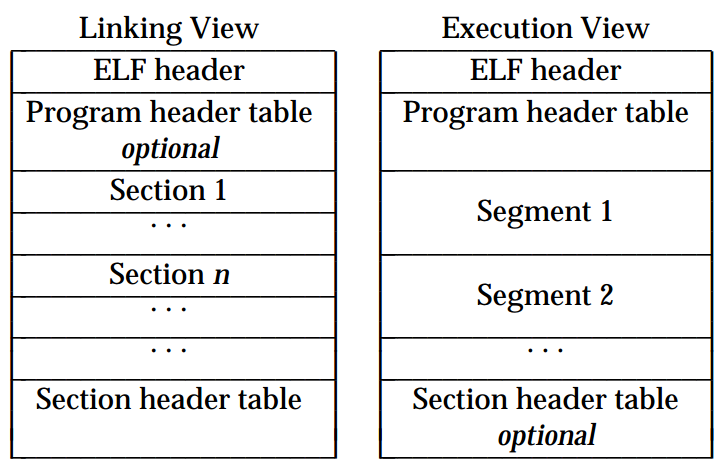 Linking View
ELF header
Program header table
optional
Section 1
. . .
Section n
. . .
. . .
Section header table
Execution View
ELF header
Program header table
Segment 1
Segment 2
. . .
Section header table
optional